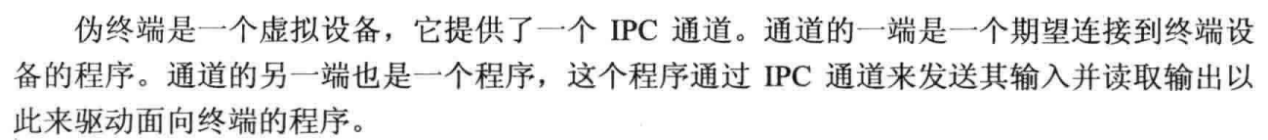 伪终端是一个虚拟设备，它提供了一个 IPC 通道。通道的一端是一个期望连接到终端设
备的程序。通道的另一端也是一个程序，这个程序通过 IPC 通道来发送其输入并读取输出以
此来驱动面向终端的程序。